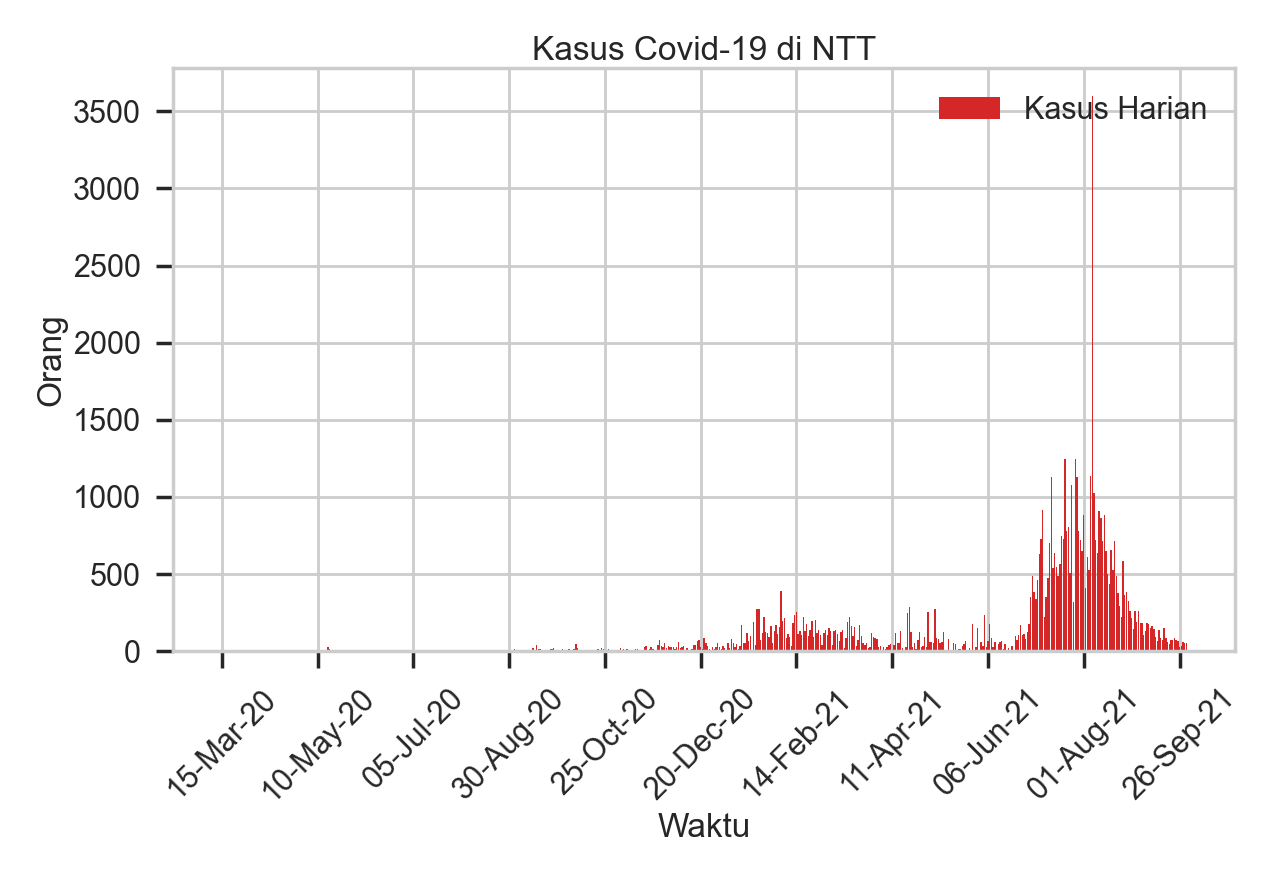 Kasus Covid-19 di NTT
Kasus Harian
Orang
3500
3000
2500
2000
1500
1000
500
0
15-Mar-20
10-May-20
05-Jul-20
30-Aug-20
25-Oct-20
20-Dec-20
14-Feb-21
11-Apr-21
06-Jun-21
01-Aug-21
26-Sep-21
Waktu